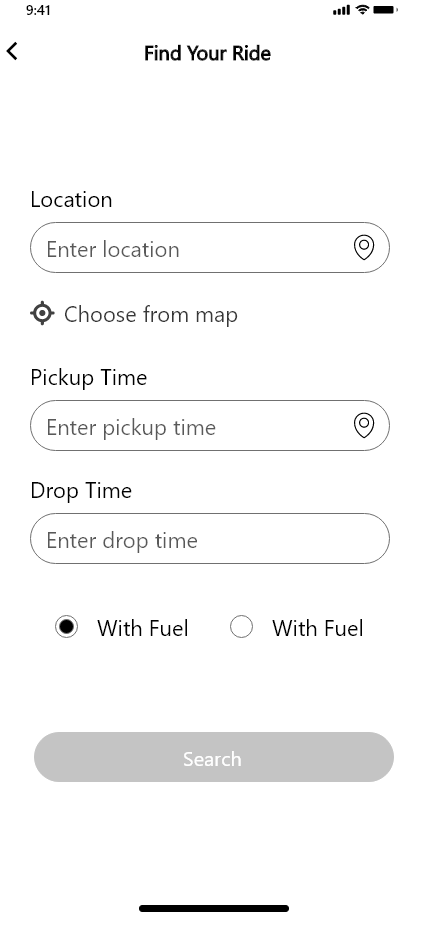 9:41
Find Your Ride
Location
Enter location
Choose from map
Pickup Time
Enter pickup time
Drop Time
Enter drop time
With Fuel With Fuel
Search